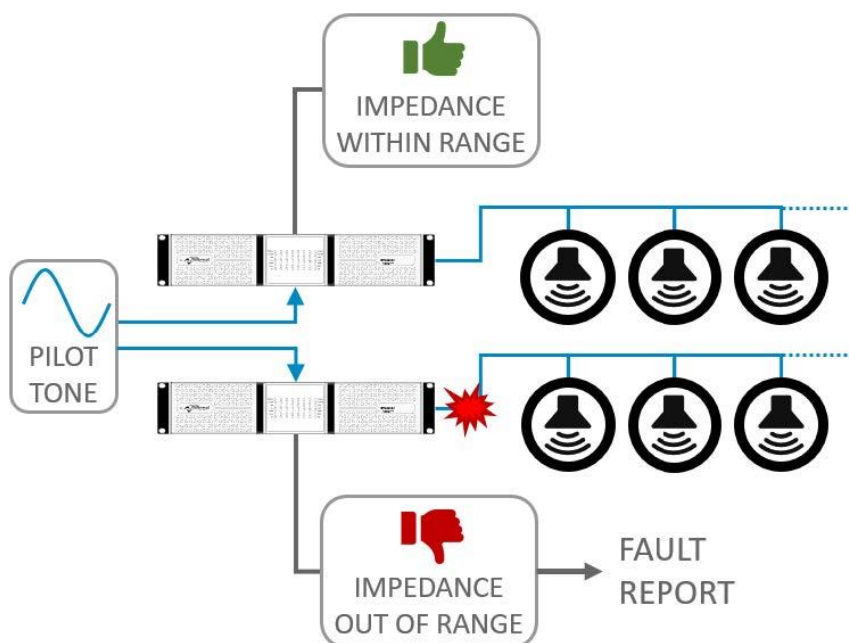 IMPEDANCE
WITHIN RANGE
PILOT
TONE
IMPEDANCE
OUT OF RANGE
FAULT
REPORT